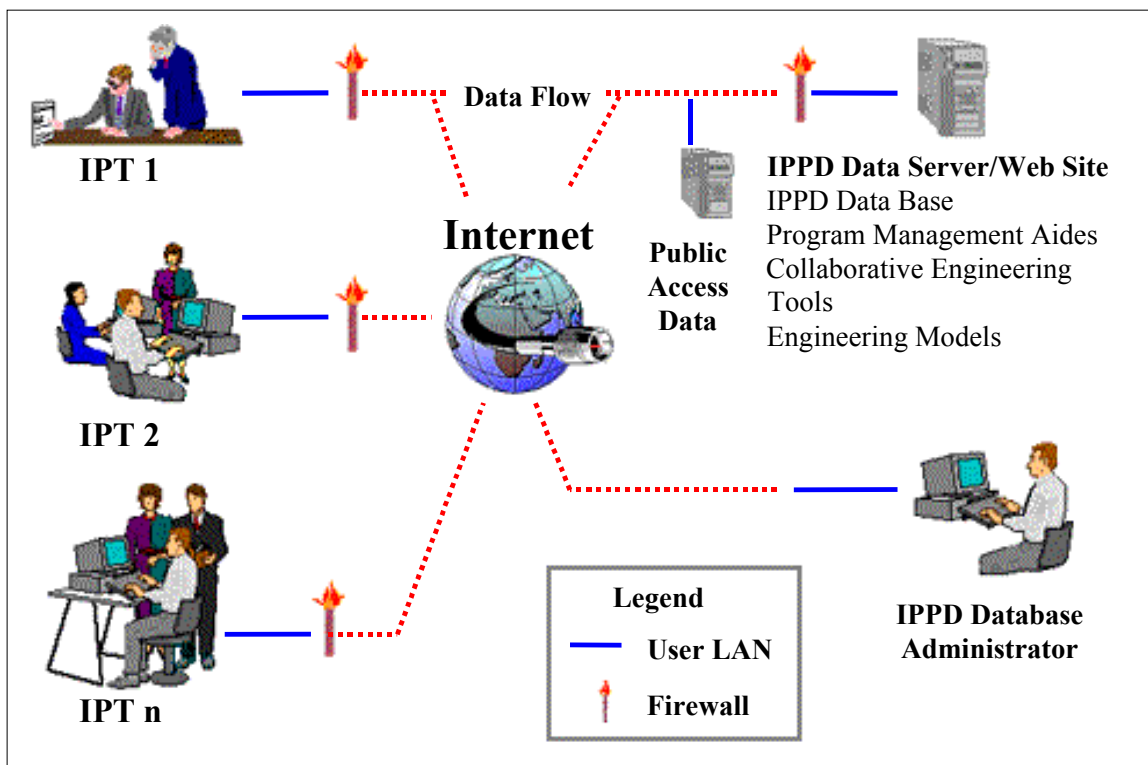 IPT 1
Data Flow
IPPD Data Server/Web Site
IPPD Data Base
Program Management Aides
Collaborative Engineering
Tools
Engineering Models
Public
Access
Data
Internet
IPT 2
IPT n
Legend
User LAN
Firewall
IPPD Database
Administrator